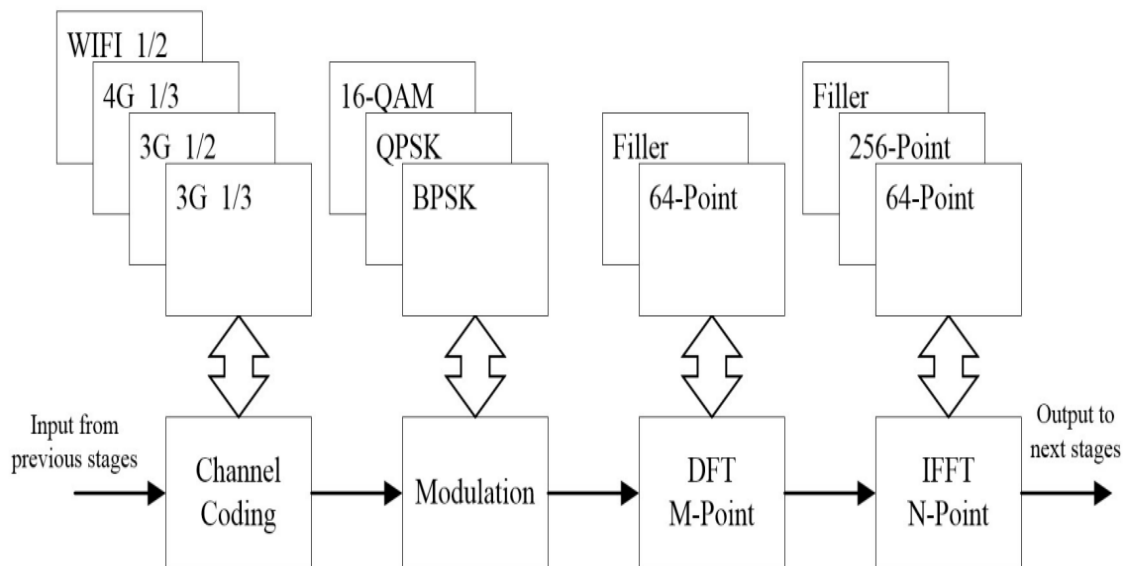 WIFI 1/2
4G 1/3
3G 1/2
3G 1/3
16-QAM
QPSK
BPSK
Filler
64-Point
Filler
256-Point
64-Point
Input from
previous stages
Channel
Coding
Modulation
DFT
M-Point
IFFT
N-Point
Output to
next stages